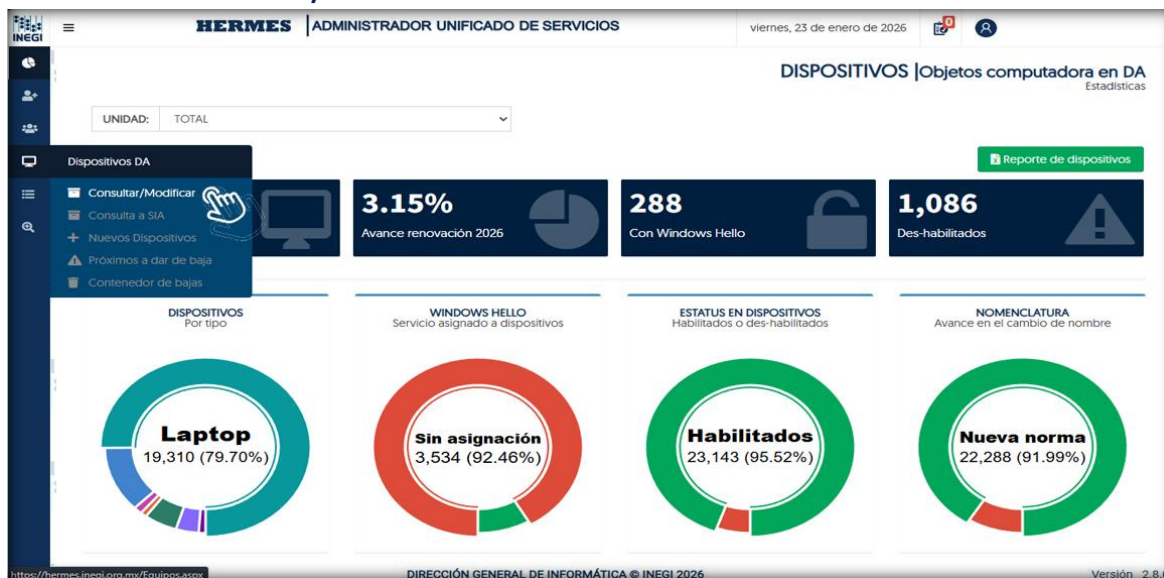 INEGI
HERMES | ADMINISTRADOR UNIFICADO DE SERVICIOS
viernes, 23 de enero de 2026
0
DISPOSITIVOS |Objetos computadora en DA
Estadísticas
UNIDAD: TOTAL
Dispositivos DA
Reporte de dispositivos
Consultar/Modificar
Consulta a SIA
Nuevos Dispositivos
Próximos a dar de baja
Contenedor de bajas
3.15%
Avance renovación 2026
288
Con Windows Hello
1,086
Des-habilitados
DISPOSITIVOS
Por tipo
Laptop
19,310 (79.70%)
WINDOWS HELLO
Servicio asignado a dispositivos
Sin asignación
3,534 (92.46%)
ESTATUS EN DISPOSITIVOS
Habilitados o des-habilitados
Habilitados
23,143 (95.52%)
NOMENCLATURA
Avance en el cambio de nombre
Nueva norma
22,288 (91.99%)
https://hermes.inegi.org.mx/Equipos.aspx
DIRECCIÓN GENERAL DE INFORMÁTICA © INEGI 2026
Versión 2.8